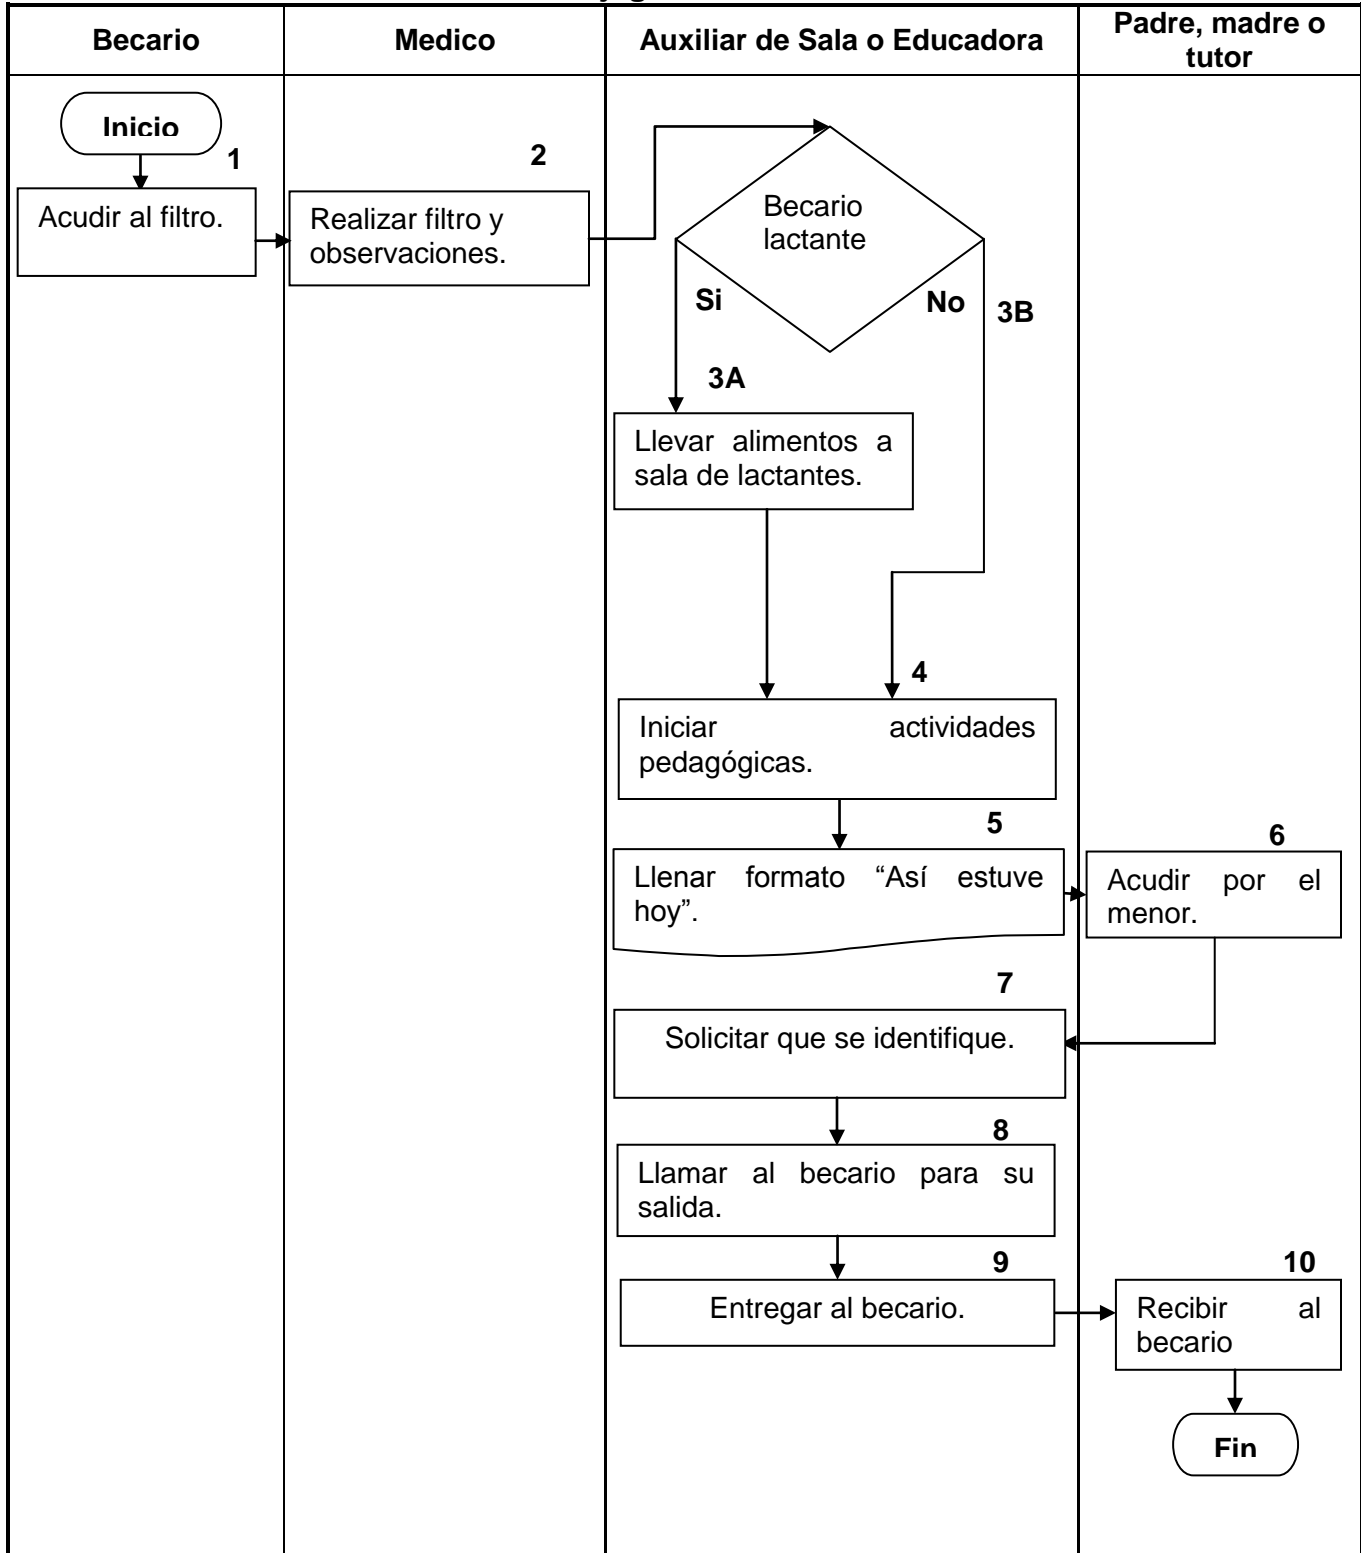 Becario
Medico
Auxiliar de Sala o Educadora
Padre, madre o
tutor
Inicio
1
Acudir al filtro.
2
Realizar filtro y
observaciones.
Becario
lactante
Si
No
3B
3A
Llevar alimentos a
sala de lactantes.
4
Iniciar actividades
pedagógicas.
5
Llenar formato “Así estuve
hoy”.
6
Acudir por el
menor.
7
Solicitar que se identifique.
8
Llamar al becario para su
salida.
9
Entregar al becario.
10
Recibir al
becario
Fin